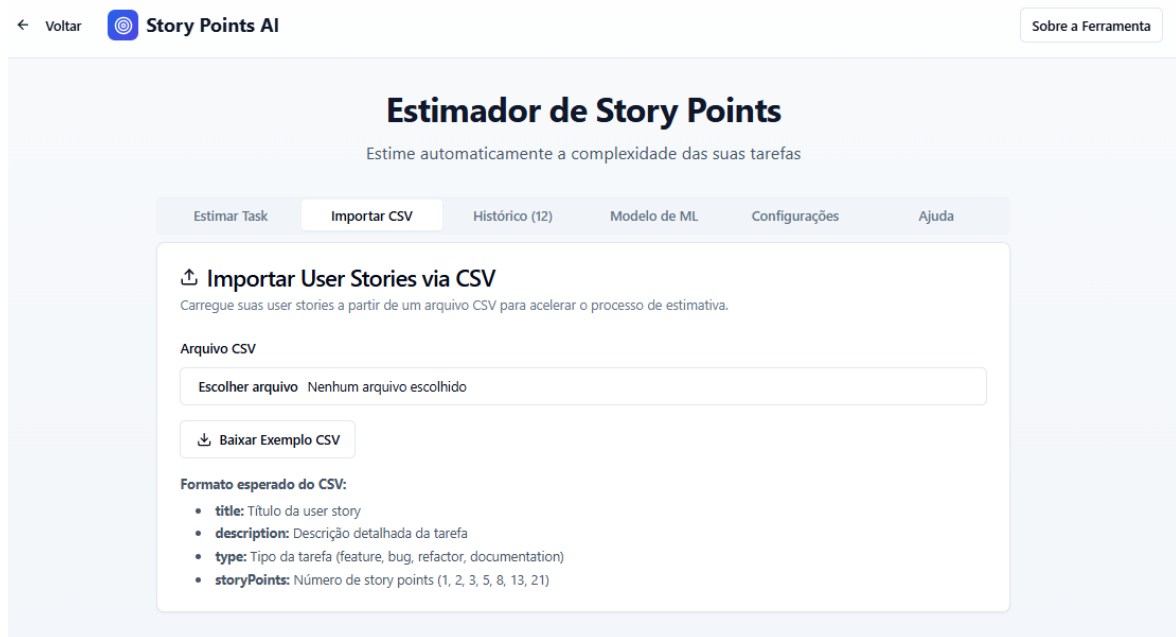 Voltar
Story Points AI
Sobre a Ferramenta
Estimador de Story Points
Estime automaticamente a complexidade das suas tarefas
Estimar Task
Importar CSV
Histórico (12)
Modelo de ML
Configurações
Ajuda
Importar User Stories via CSV
Carregue suas user stories a partir de um arquivo CSV para acelerar o processo de estimativa.
Arquivo CSV
Escolher arquivo Nenhum arquivo escolhido
Baixar Exemplo CSV
Formato esperado do CSV:
title: Título da user story
description: Descrição detalhada da tarefa
type: Tipo da tarefa (feature, bug, refactor, documentation)
storyPoints: Número de story points (1, 2, 3, 5, 8, 13, 21)